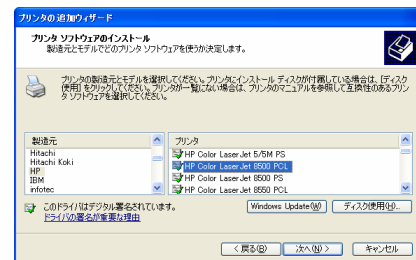 プリンタの追加ウィザード
プリンタ ソフトウェアのインストール
製造元とモデルでどのプリンタ ソフトウェアを使うか決定します。
プリンタの製造元とモデルを選択してください。プリンタにインストール ディスクが付属している場合は、[ディスク
使用] をクリックしてください。プリンタが一覧にない場合は、プリンタのマニュアルを参照して互換性のあるプリン
タ ソフトウェアを選択してください。
製造元
Hitachi
Hitachi Koki
HP
IBM
infotec
プリンタ
HP Color LaserJet 5/5M PS
HP Color LaserJet 8500 PCL
HP Color LaserJet 8500 PS
HP Color LaserJet 8550 PCL
このドライバはデジタル署名されています。
ドライバの署名が重要な理由
Windows Update(W)
ディスク使用(H)...
< 戻る(B)
次へ(N) >
キャンセル